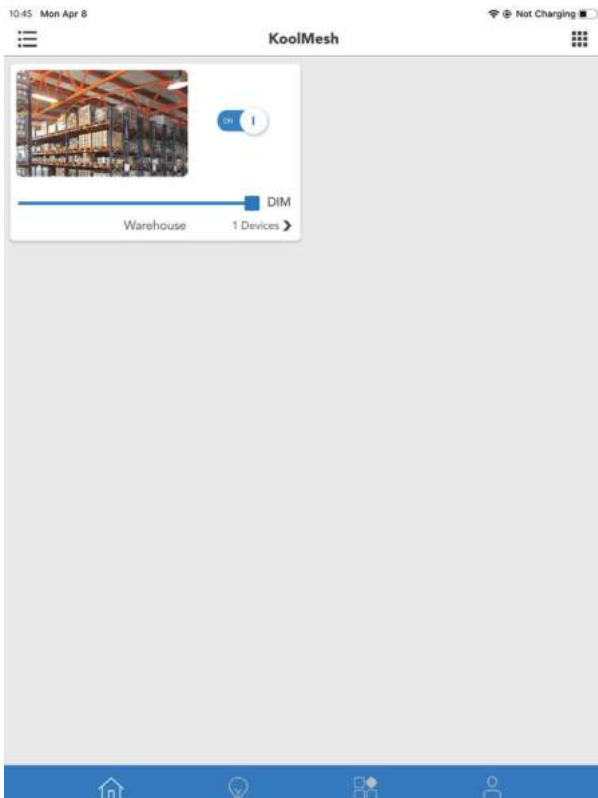 10:45 Mon Apr 8
Not Charging
KoolMesh
ON
DIM
Warehouse
1 Devices